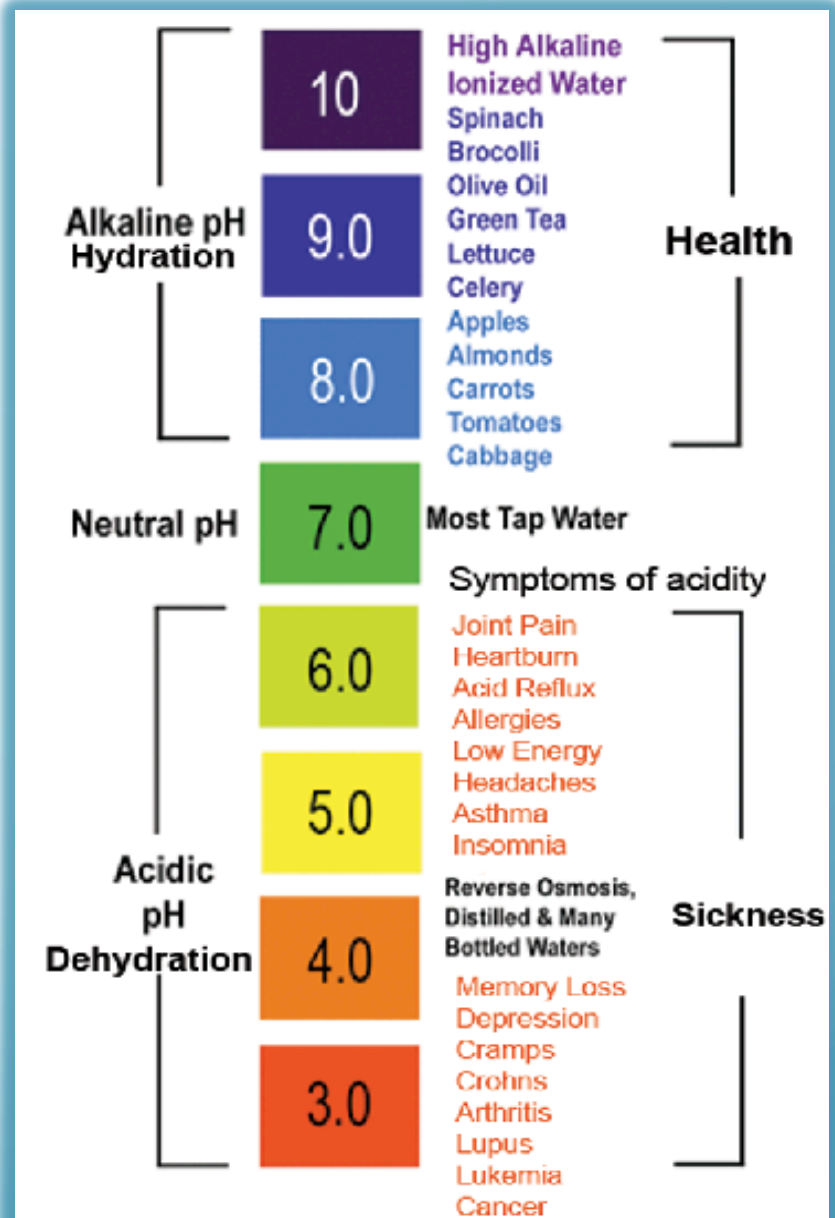 10
High Alkaline
Ionized Water
Spinach
Brocolli
Olive Oil
Green Tea
Lettuce
Celery
Alkaline pH
Hydration
9.0
Health
8.0
Apples
Almonds
Carrots
Tomatoes
Cabbage
Neutral pH
7.0
Most Tap Water
Symptoms of acidity
6.0
Joint Pain
Heartburn
Acid Reflux
Allergies
Low Energy
Headaches
Asthma
Insomnia
5.0
Acidic
pH
Dehydration
4.0
Reverse Osmosis,
Distilled & Many
Bottled Waters
Sickness
Memory Loss
Depression
Cramps
Crohns
Arthritis
Lupus
Lukemia
Cancer
3.0